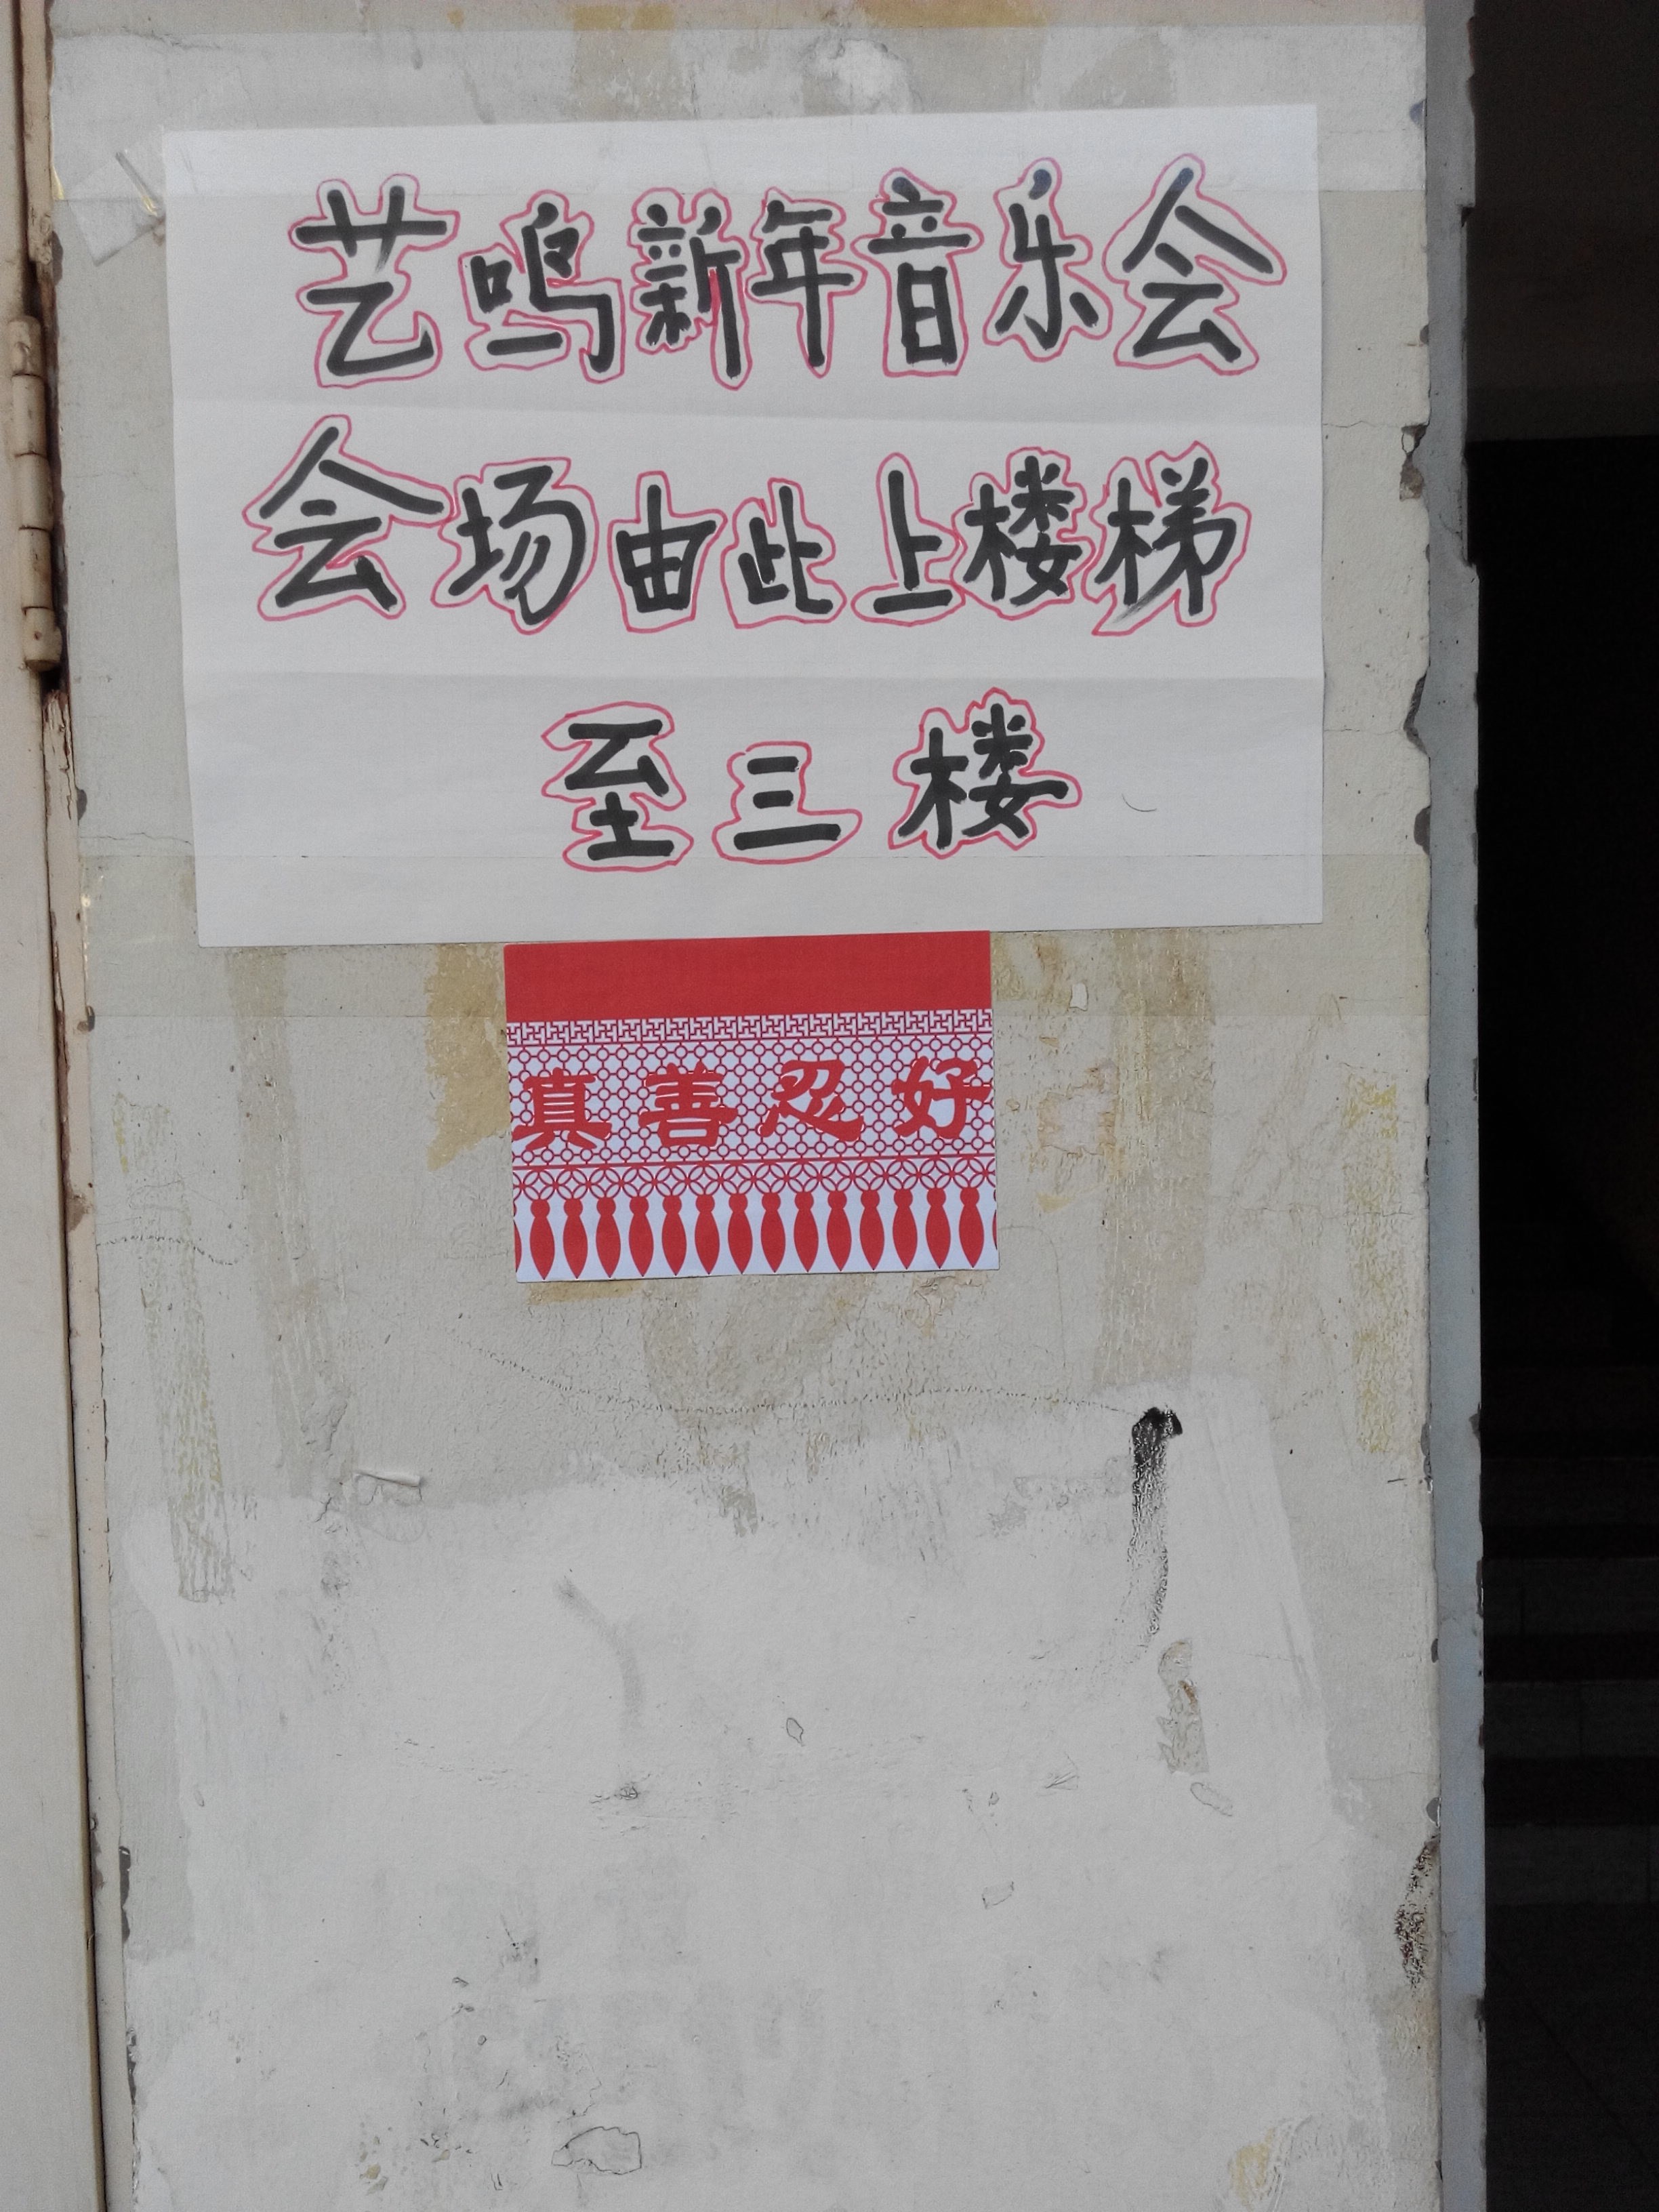 艺鸣新年音乐会
会场由此上楼梯
至三楼
真善忍好